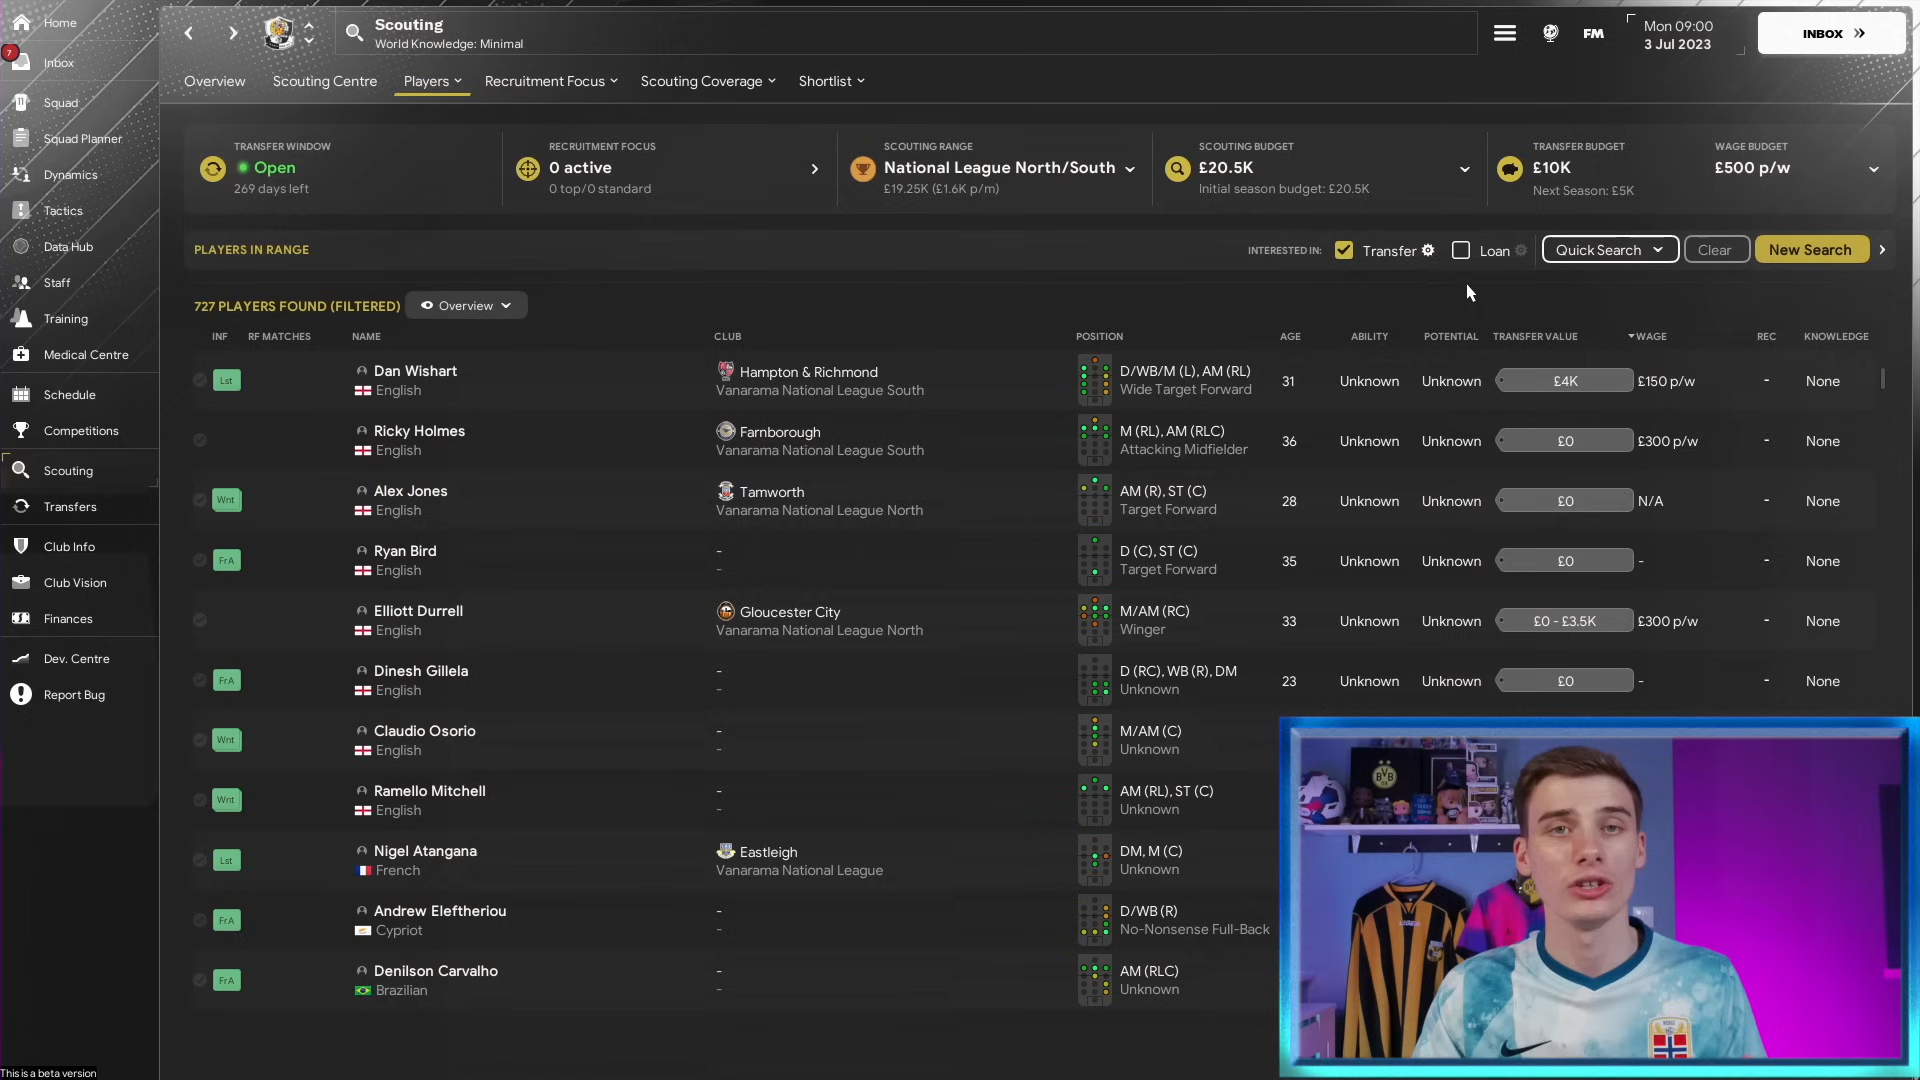 Home
7
Inbox
Squad
Squad Planner
Dynamics
Tactics
Data Hub
Staff
Training
Medical Centre
Schedule
Competitions
Scouting
Transfers
Club Info
Club Vision
Finances
Dev. Centre
Report Bug
This is a beta version
Scouting
World Knowledge: Minimal
FM
Mon 09:00
3 Jul 2023
INBOX
Overview Scouting Centre Players Recruitment Focus Scouting Coverage Shortlist
TRANSFER WINDOW
Open
269 days left
RECRUITMENT FOCUS
0 active
0 top/0 standard
SCOUTING RANGE
National League North/South
£19.25K (£1.6K p/m)
SCOUTING BUDGET
£20.5K
Initial season budget: £20.5K
TRANSFER BUDGET
£10K
Next Season: £5K
WAGE BUDGET
£500 p/w
PLAYERS IN RANGE
INTERESTED IN: Transfer Loan Quick Search Clear New Search
727 PLAYERS FOUND (FILTERED) Overview
INF RF MATCHES NAME CLUB POSITION AGE ABILITY POTENTIAL TRANSFER VALUE WAGE REC KNOWLEDGE
Lst Dan Wishart Hampton & Richmond D/WB/M (L), AM (RL) 31 Unknown Unknown £4K £150 p/w - None
English Vanarama National League South Wide Target Forward
Ricky Holmes Farnborough M (RL), AM (RLC) 36 Unknown Unknown £0 £300 p/w - None
English Vanarama National League South Attacking Midfielder
Wnt Alex Jones Tamworth AM (R), ST (C) 28 Unknown Unknown £0 N/A - None
English Vanarama National League North Target Forward
FrA Ryan Bird - D (C), ST (C) 35 Unknown Unknown £0 - - None
English - Target Forward
Elliott Durrell Gloucester City M/AM (RC) 33 Unknown Unknown £0 - £3.5K £300 p/w - None
English Vanarama National League North Winger
FrA Dinesh Gillela - D (RC), WB (R), DM 23 Unknown Unknown £0 - - None
English - Unknown
Wnt Claudio Osorio - M/AM (C)
English - Unknown
Wnt Ramello Mitchell - AM (RL), ST (C)
English - Unknown
Lst Nigel Atangana Eastleigh DM, M (C)
French Vanarama National League Unknown
FrA Andrew Eleftheriou - D/WB (R)
Cypriot - No-Nonsense Full-Back
FrA Denilson Carvalho - AM (RLC)
Brazilian - Unknown
BVB